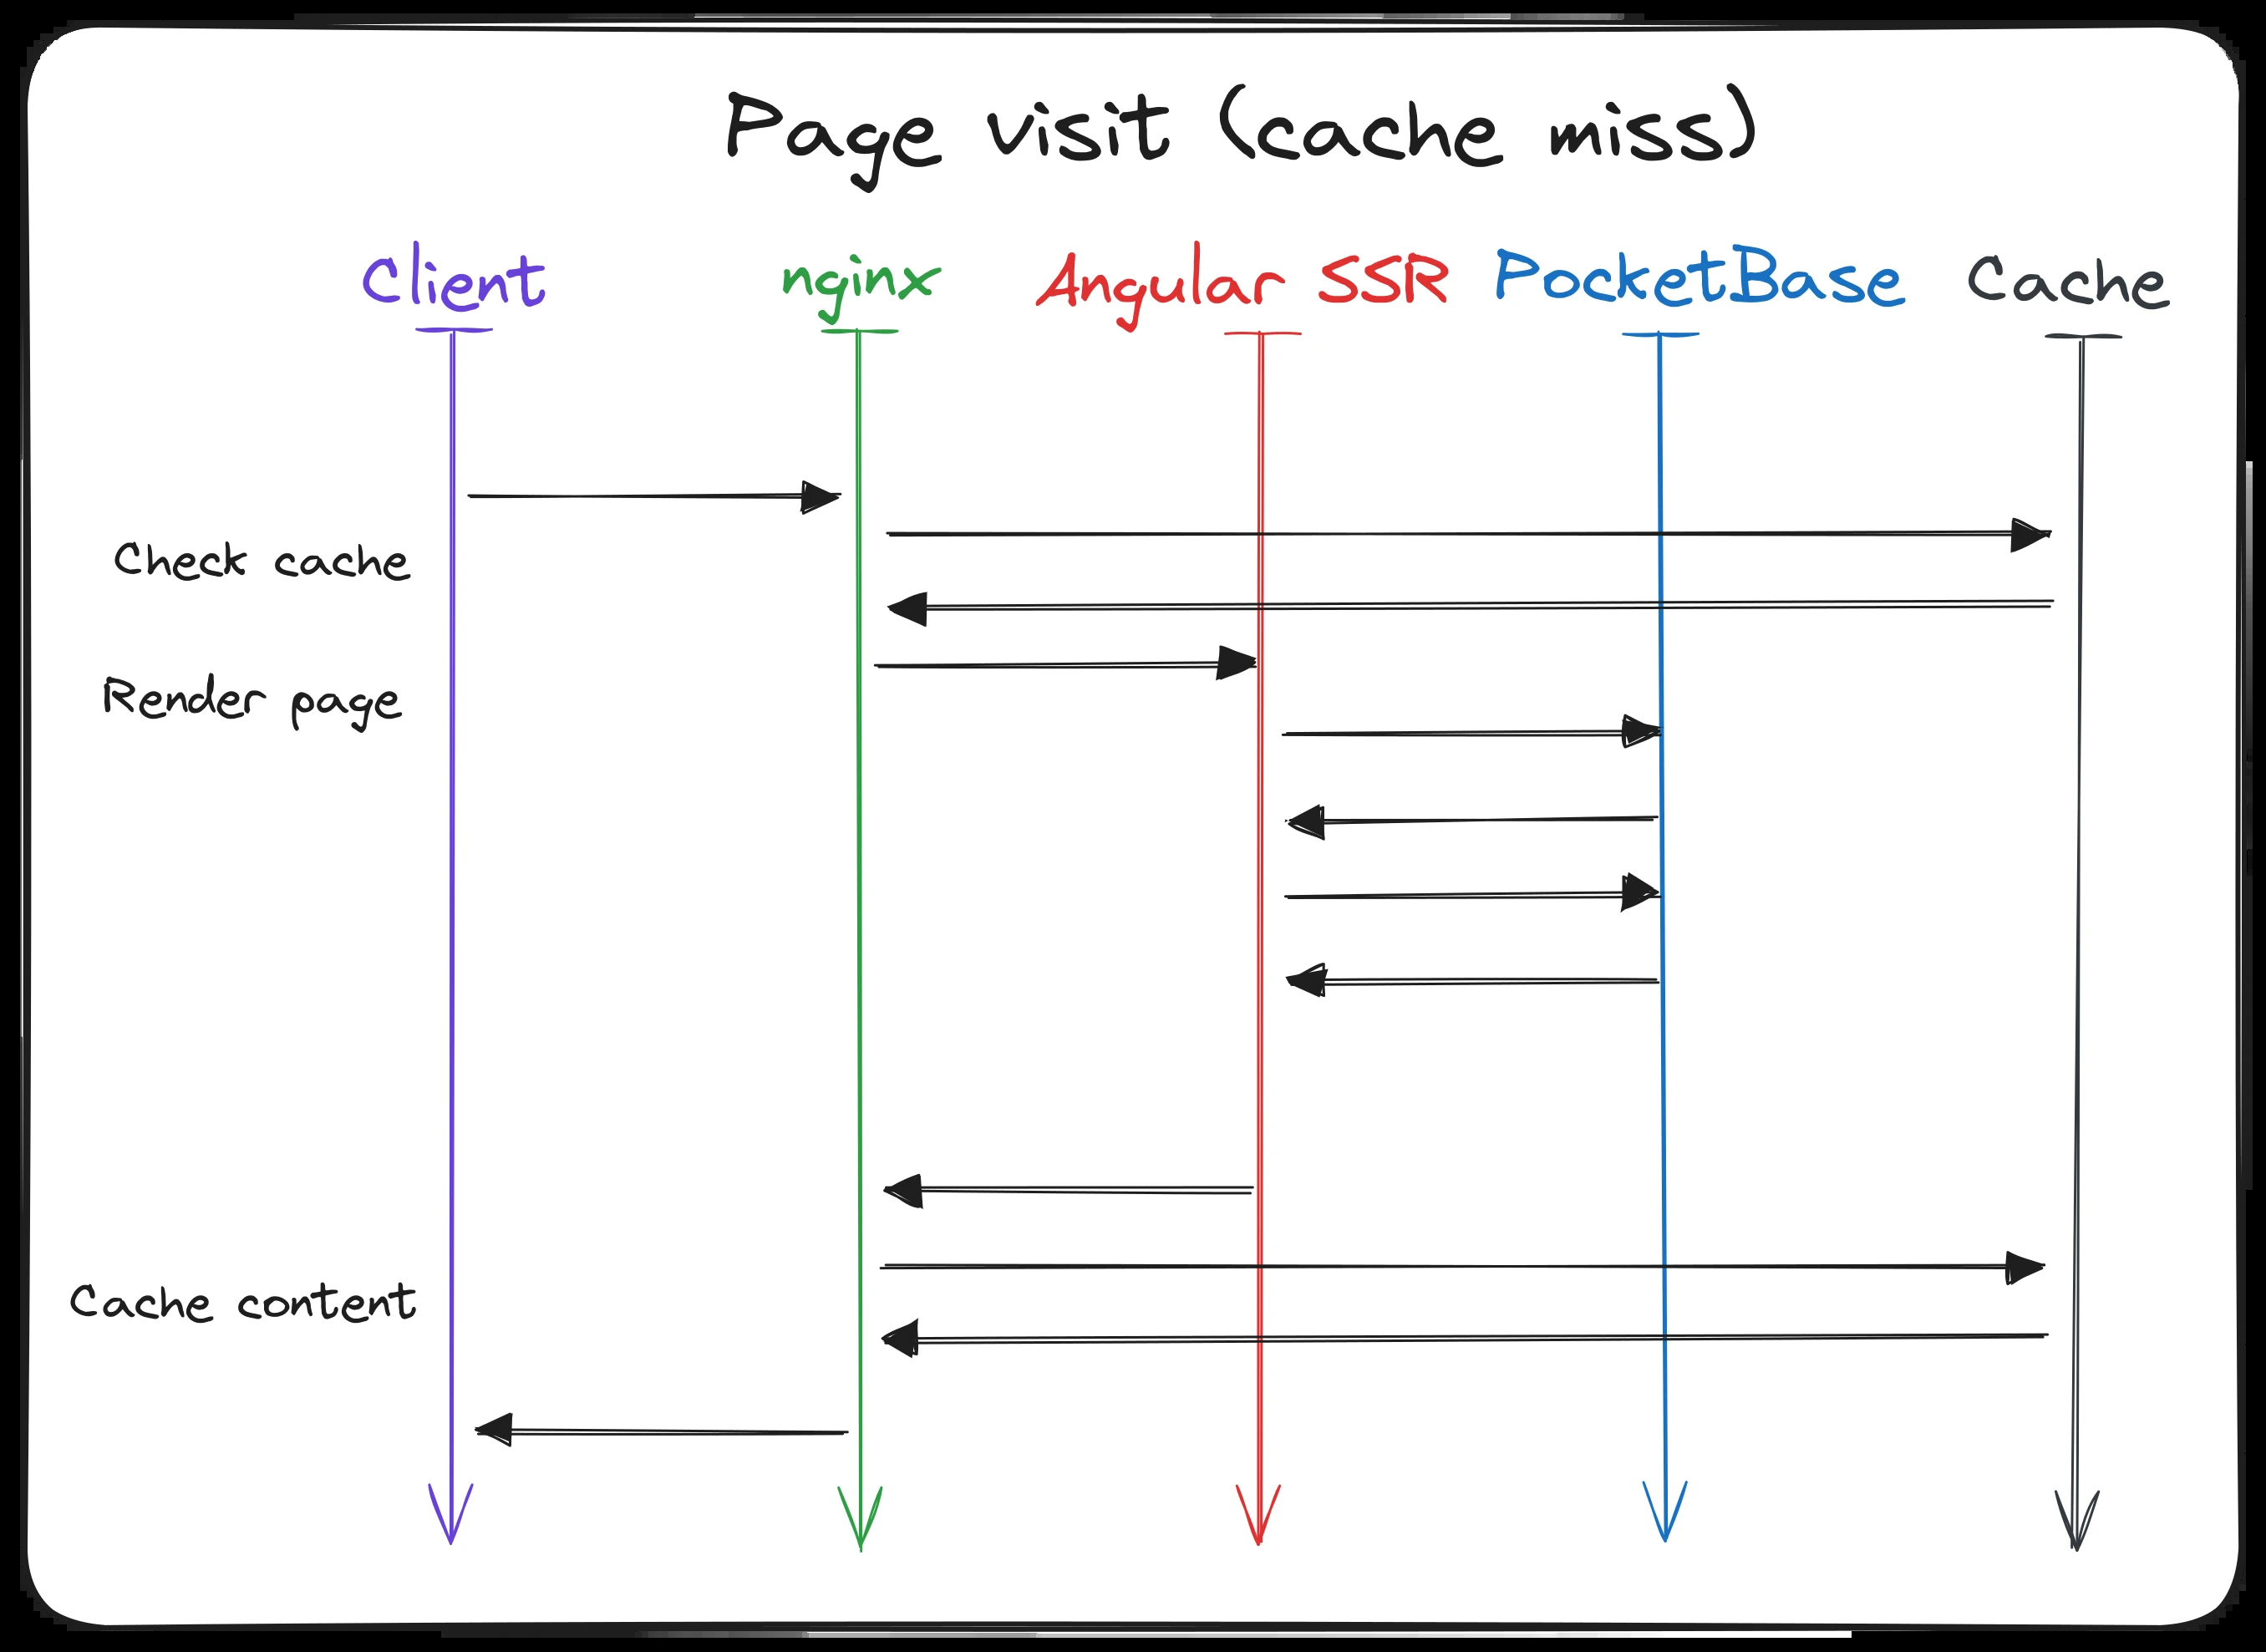 Page visit (cache miss)
Client nginx Angular SSR PocketBase Cache
Check cache
Render page
Cache content